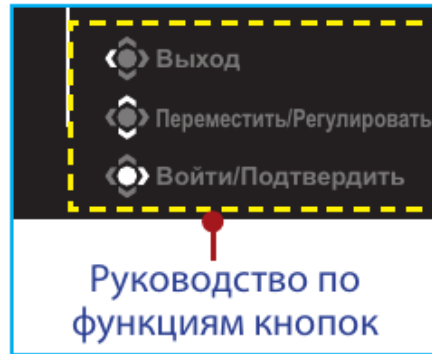 Выход
Переместить/Регулировать
Войти/Подтвердить
Руководство по
функциям кнопок